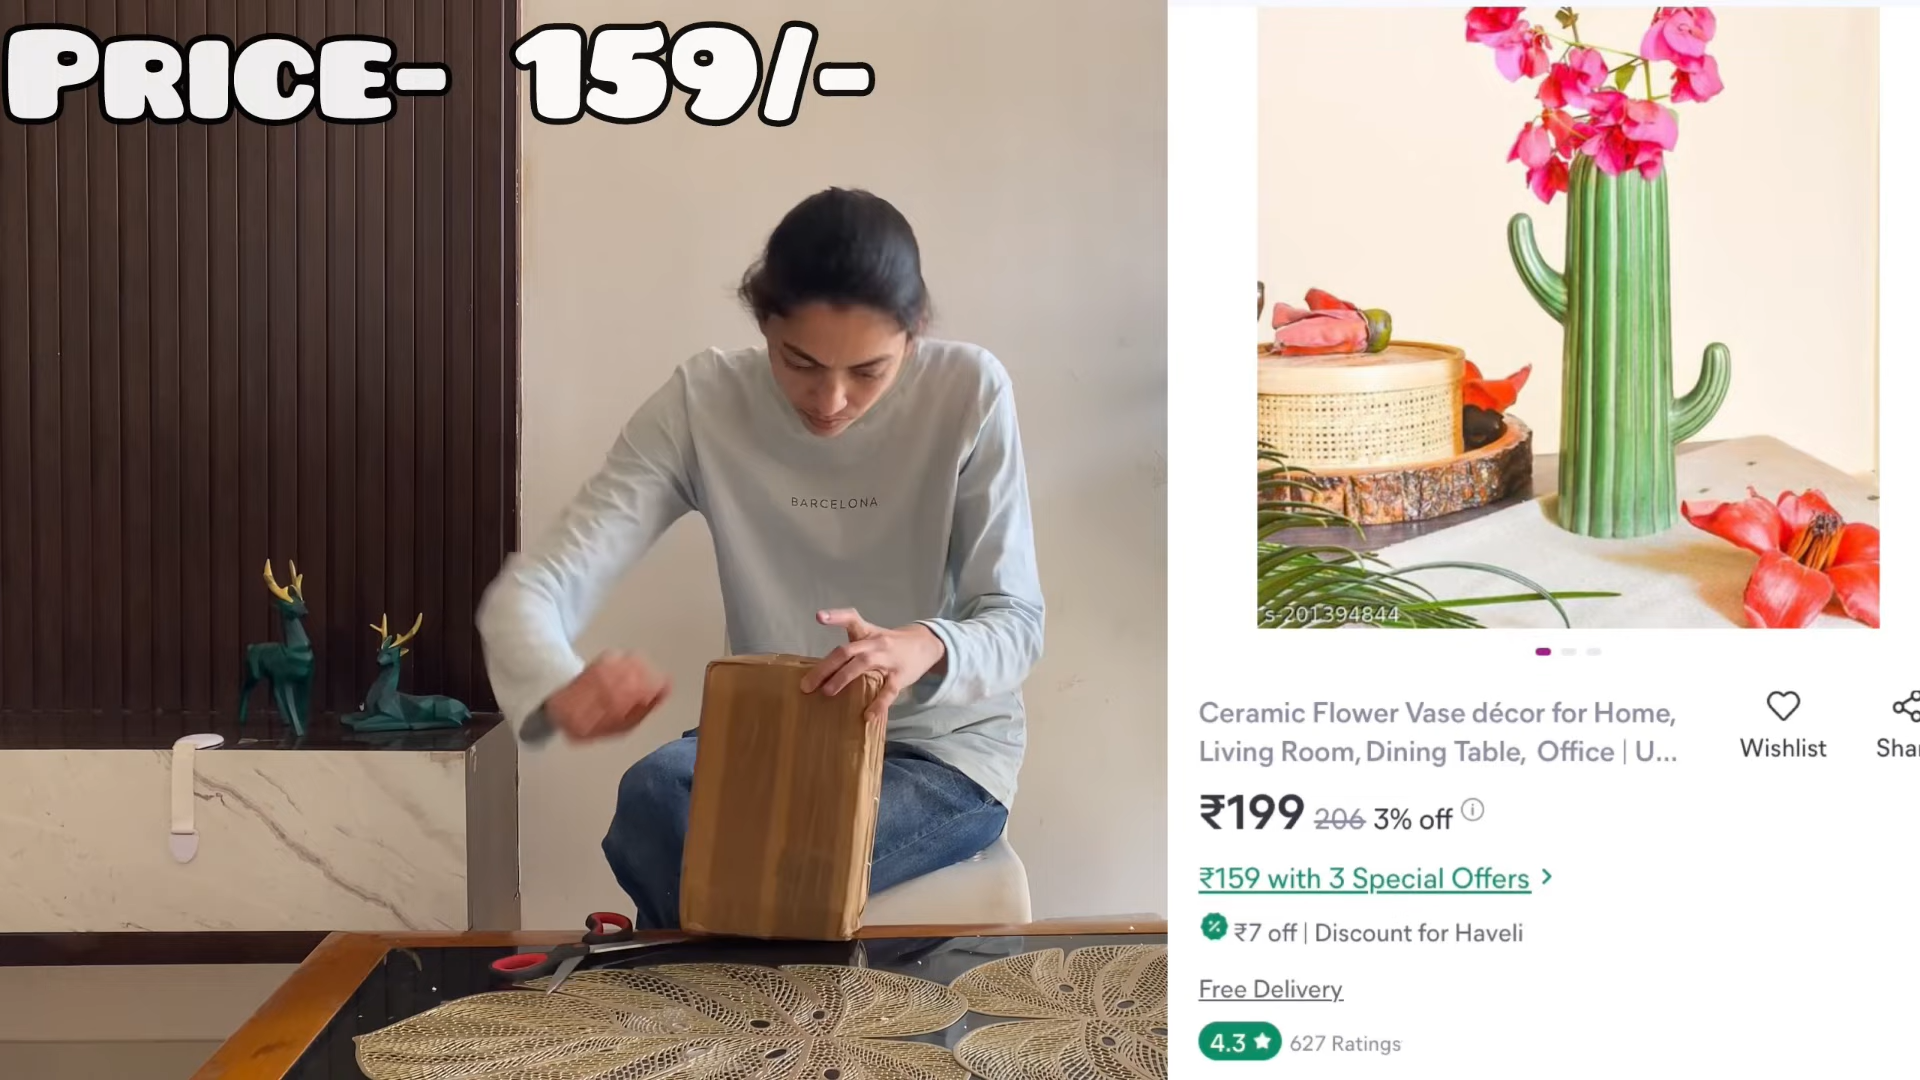 PRICE- 159/-
BARCELONA
s-201394844
Ceramic Flower Vase décor for Home,
Living Room, Dining Table, Office | U...
Wishlist
Shar
₹199 206 3% off
₹159 with 3 Special Offers
₹7 off | Discount for Haveli
Free Delivery
4.3 ★ 627 Ratings